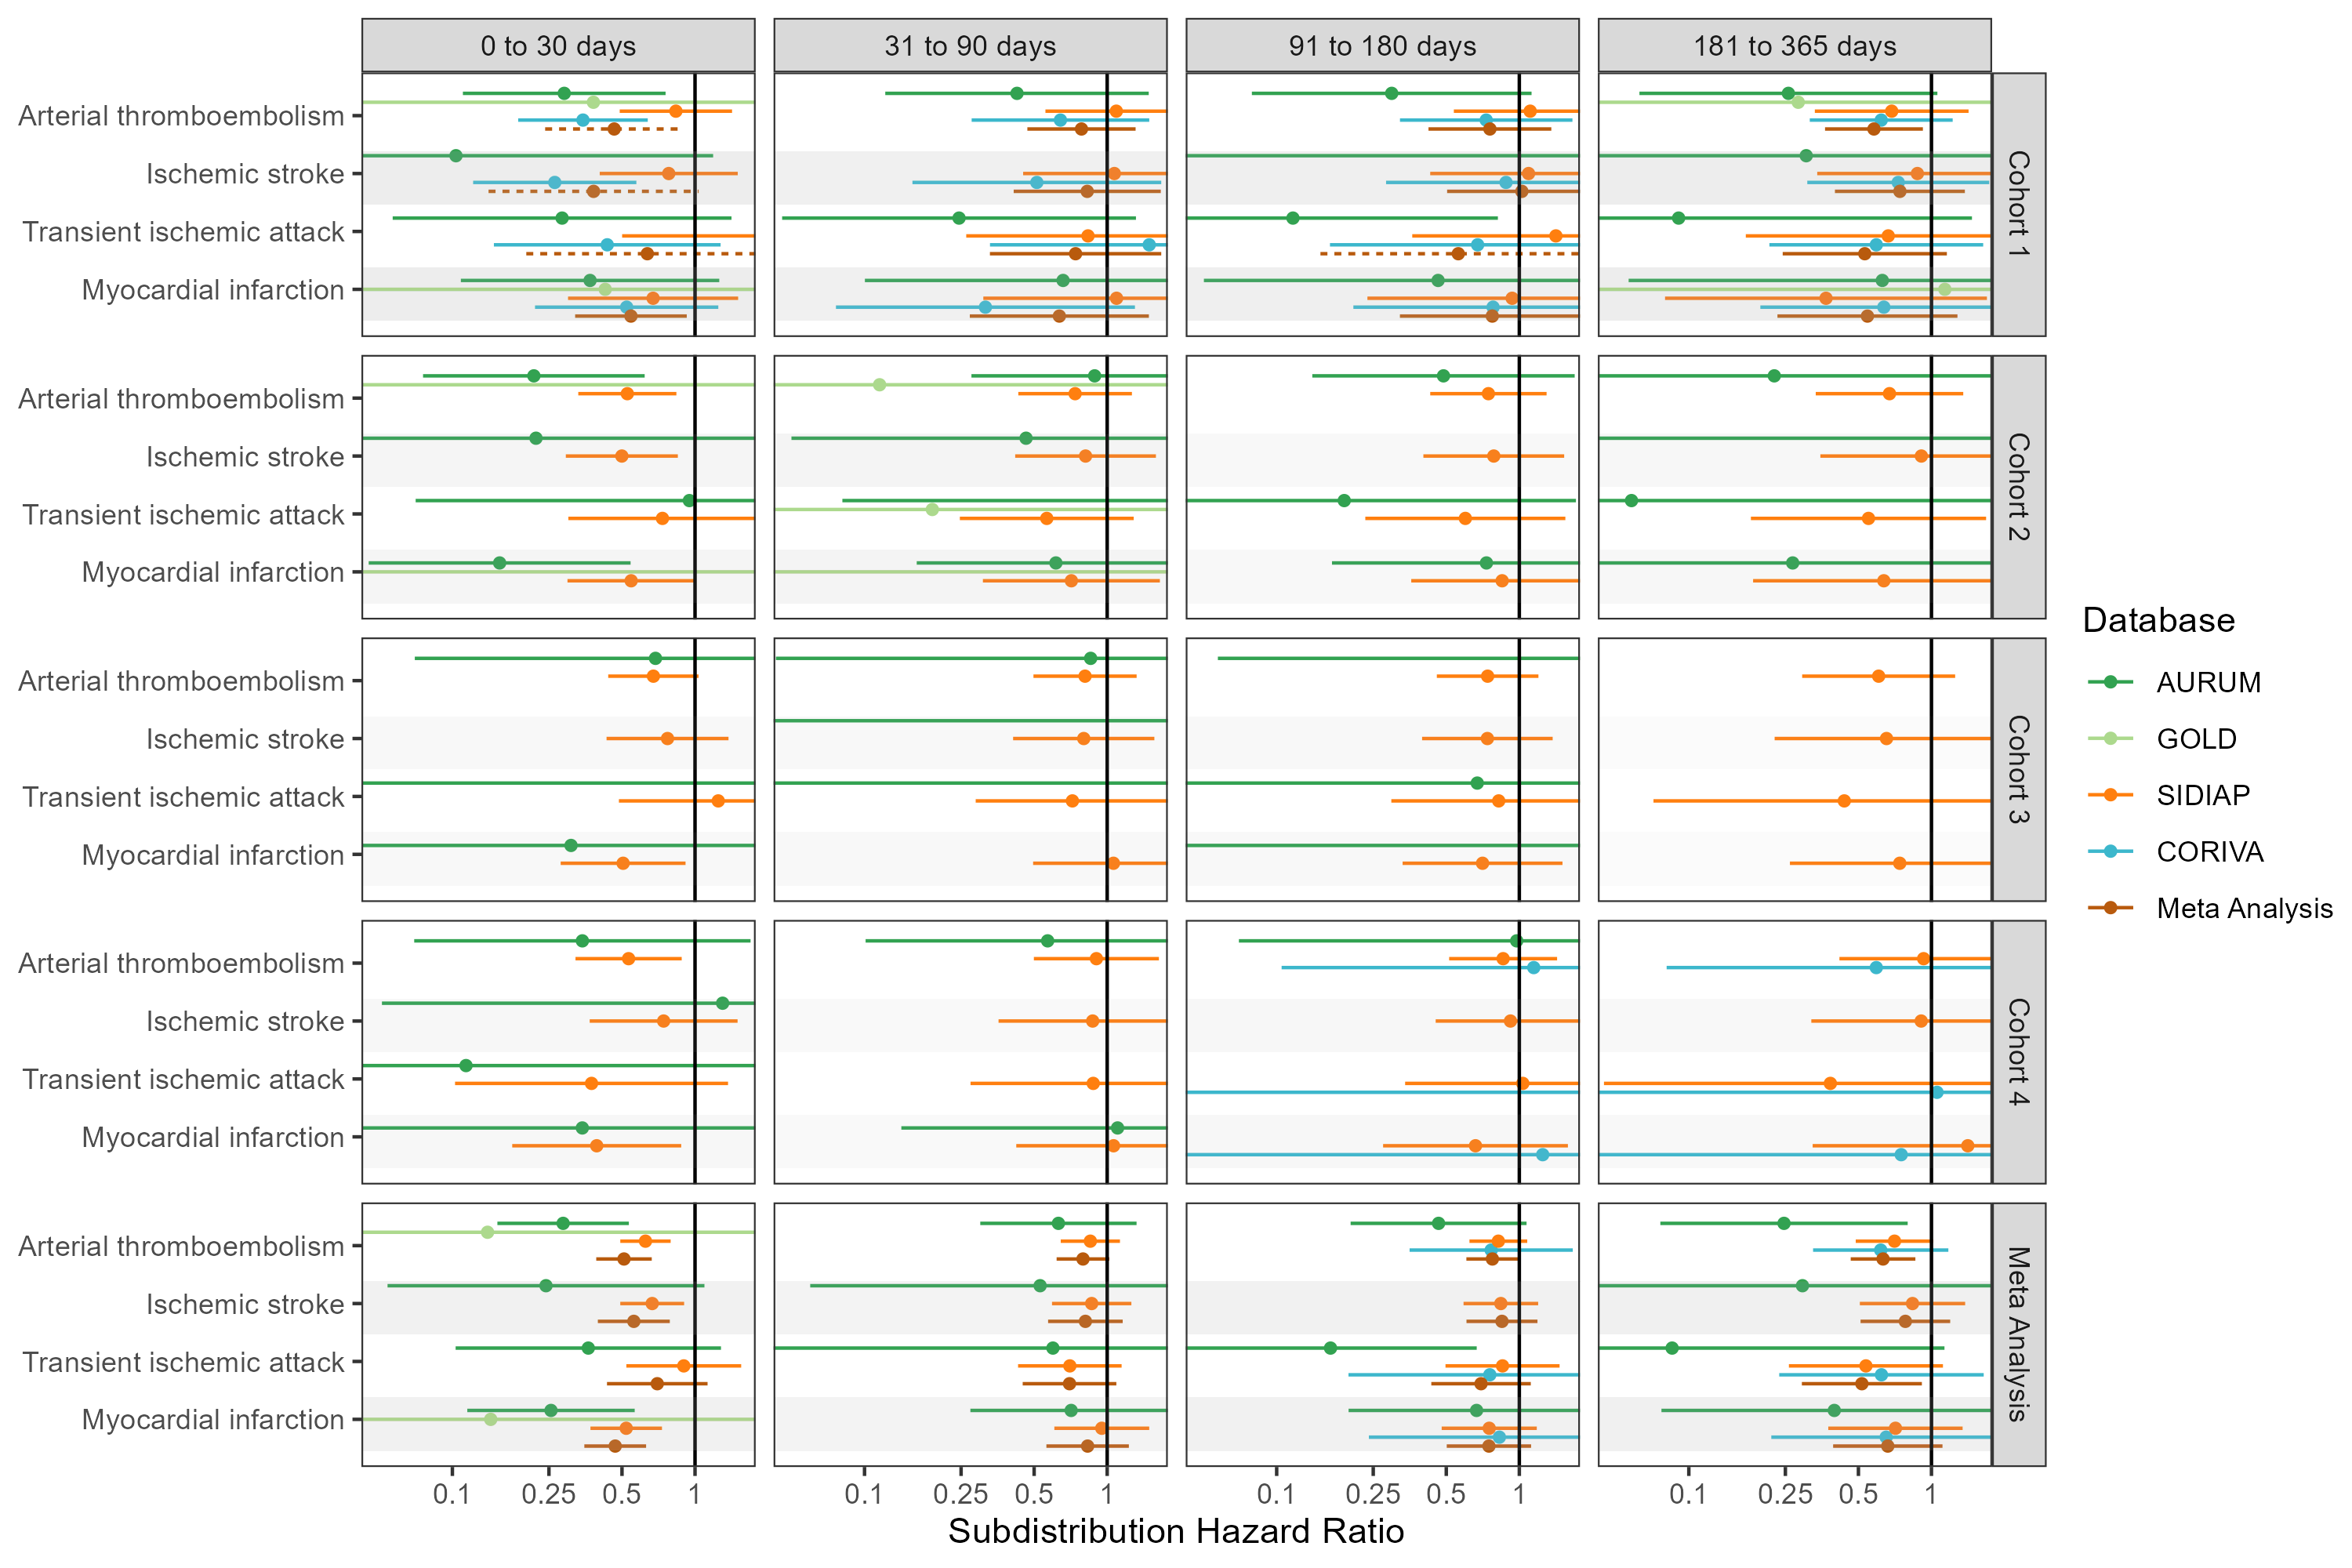 0 to 30 days
31 to 90 days
91 to 180 days
181 to 365 days
Arterial thromboembolism
Ischemic stroke
Transient ischemic attack
Myocardial infarction
Cohort 1
Arterial thromboembolism
Ischemic stroke
Transient ischemic attack
Myocardial infarction
Cohort 2
Arterial thromboembolism
Ischemic stroke
Transient ischemic attack
Myocardial infarction
Cohort 3
Arterial thromboembolism
Ischemic stroke
Transient ischemic attack
Myocardial infarction
Cohort 4
Arterial thromboembolism
Ischemic stroke
Transient ischemic attack
Myocardial infarction
Meta Analysis
0.1 0.25 0.5 1
0.1 0.25 0.5 1
0.1 0.25 0.5 1
0.1 0.25 0.5 1
Subdistribution Hazard Ratio
Database
AURUM
GOLD
SIDIAP
CORIVA
Meta Analysis